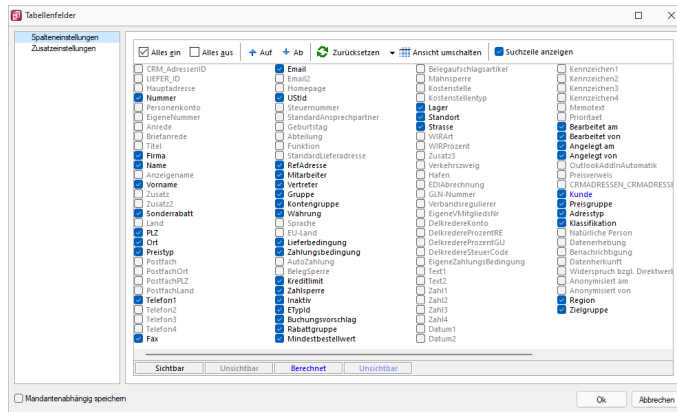 Tabellenfelder
Spalteneinstellungen
Zusatzeinstellungen
Alles ein
Alles aus
Auf
Ab
Zurücksetzen
Ansicht umschalten
Suchzeile anzeigen
CRM_AdressenID
LIEFER_ID
Hauptadresse
Nummer
Personenkonto
EigeneNummer
Anrede
Briefanrede
Titel
Firma
Name
Anzeigename
Vorname
Zusatz
Zusatz2
Sonderrabatt
Land
PLZ
Ort
Preistyp
Postfach
PostfachOrt
PostfachPLZ
PostfachLand
Telefon1
Telefon2
Telefon3
Telefon4
Fax
Email
Email2
Homepage
UStId
Steuernummer
StandardAnsprechpartner
Geburtstag
Abteilung
Funktion
StandardLieferadresse
RefAdresse
Mitarbeiter
Vertreter
Gruppe
Kontengruppe
Währung
Sprache
EU-Land
Lieferbedingung
Zahlungsbedingung
AutoZahlung
BelegSperre
Kreditlimit
Zahlsperre
Inaktiv
ETypId
Buchungsvorschlag
Rabattgruppe
Mindestbestellwert
Belegaufschlagsartikel
Mahnsperre
Kostenstelle
Kostenstellentyp
Lager
Standort
Strasse
WIRArt
WIRProzent
Zusatz3
Verkehrszweig
Hafen
EDIAbrechnung
GLN-Nummer
Verbandsregulierer
EigeneVMitgliedsNr
DelkredereKonto
DelkredereProzentRE
DelkredereProzentGU
DelkredereSteuerCode
EigeneZahlungsBedingung
Text1
Text2
Zahl1
Zahl2
Zahl3
Zahl4
Datum1
Datum2
Kennzeichen1
Kennzeichen2
Kennzeichen3
Kennzeichen4
Memotext
Prioritaet
Bearbeitet am
Bearbeitet von
Angelegt am
Angelegt von
OutlookAddInAutomatik
Preisverweis
CRMADRESSEN_CRMADRESSE
Kunde
Preisgruppe
Adresstyp
Klassifikation
Natürliche Person
Datenerhebung
Benachrichtigung
Datenherkunft
Widerspruch bzgl. Direktwer
Anonymisiert am
Anonymisiert von
Region
Zielgruppe
Sichtbar
Unsichtbar
Berechnet
Unsichtbar
Mandantenabhängig speichern
Ok
Abbrechen